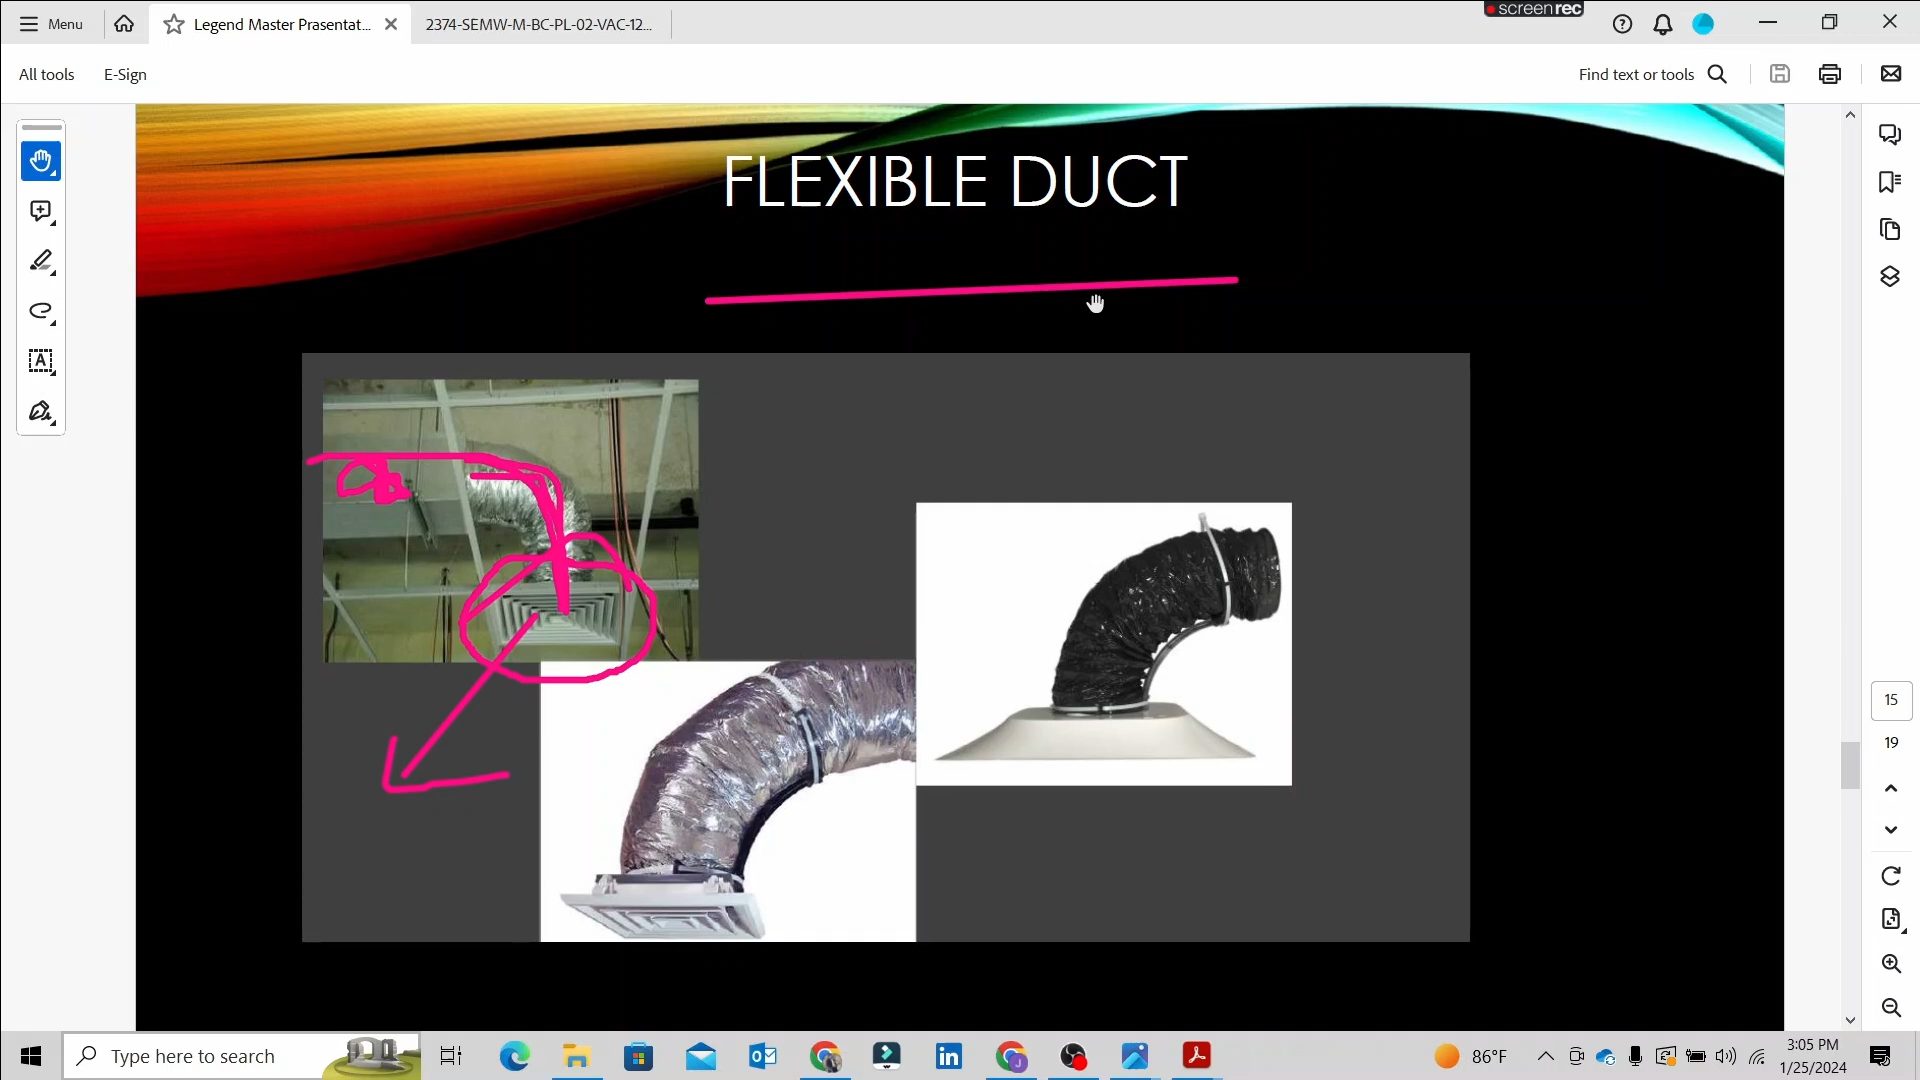 screenrec
Menu
Legend Master Prasentat...
2374-SEMW-M-BC-PL-02-VAC-12...
All tools
E-Sign
Find text or tools
FLEXIBLE DUCT
15
19
Type here to search
86°F
3:05 PM
1/25/2024